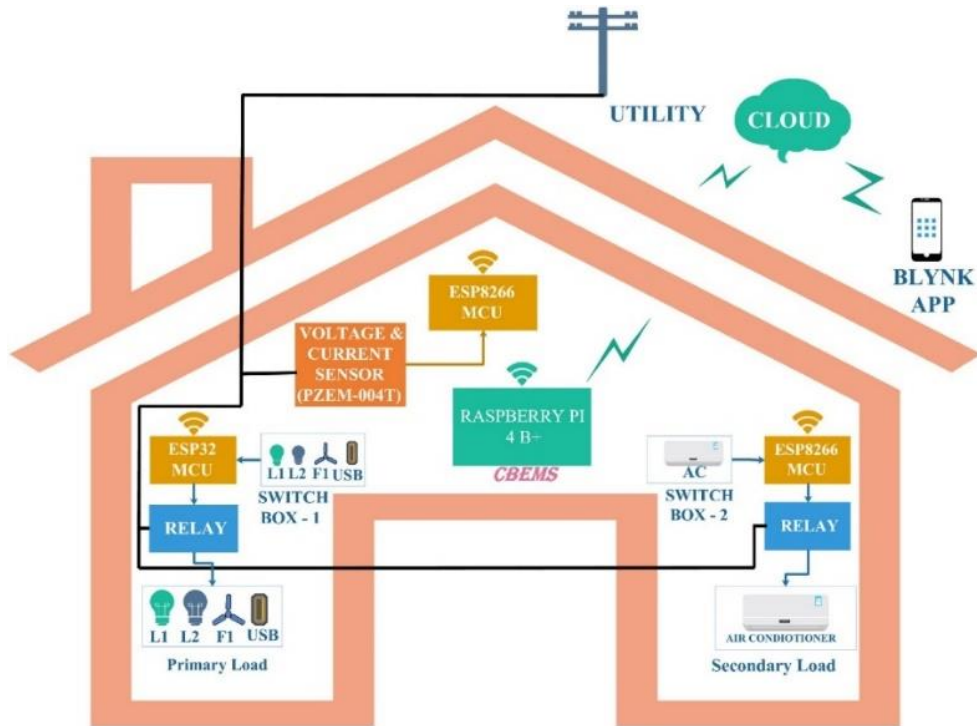 UTILITY
CLOUD
BLYNK
APP
ESP8266
MCU
VOLTAGE &
CURRENT
SENSOR
(PZEM-004T)
RASPBERRY PI
4 B+
CBEMS
ESP32
MCU
L1 L2 F1 USB
SWITCH
BOX - 1
RELAY
L1 L2 F1 USB
Primary Load
AC
SWITCH
BOX - 2
ESP8266
MCU
RELAY
AIR CONDIOTIONER
Secondary Load